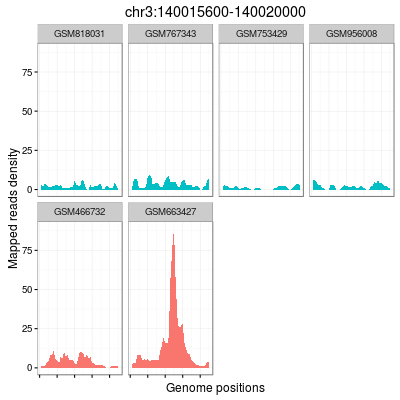 chr3:140015600-140020000
GSM818031 GSM767343 GSM753429 GSM956008
75
50
25
0
GSM466732 GSM663427
75
50
25
0
Mapped reads density
Genome positions